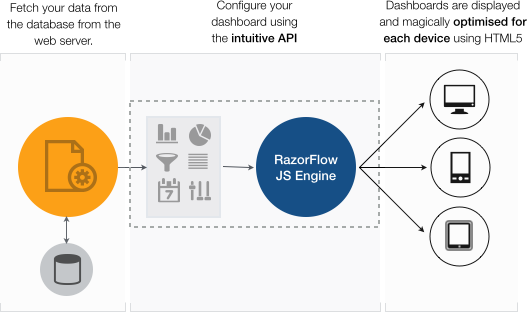 Fetch your data from
the database from the
web server.
Configure your
dashboard using
the intuitive API
Dashboards are displayed
and magically optimised for
each device using HTML5
7
RazorFlow
JS Engine